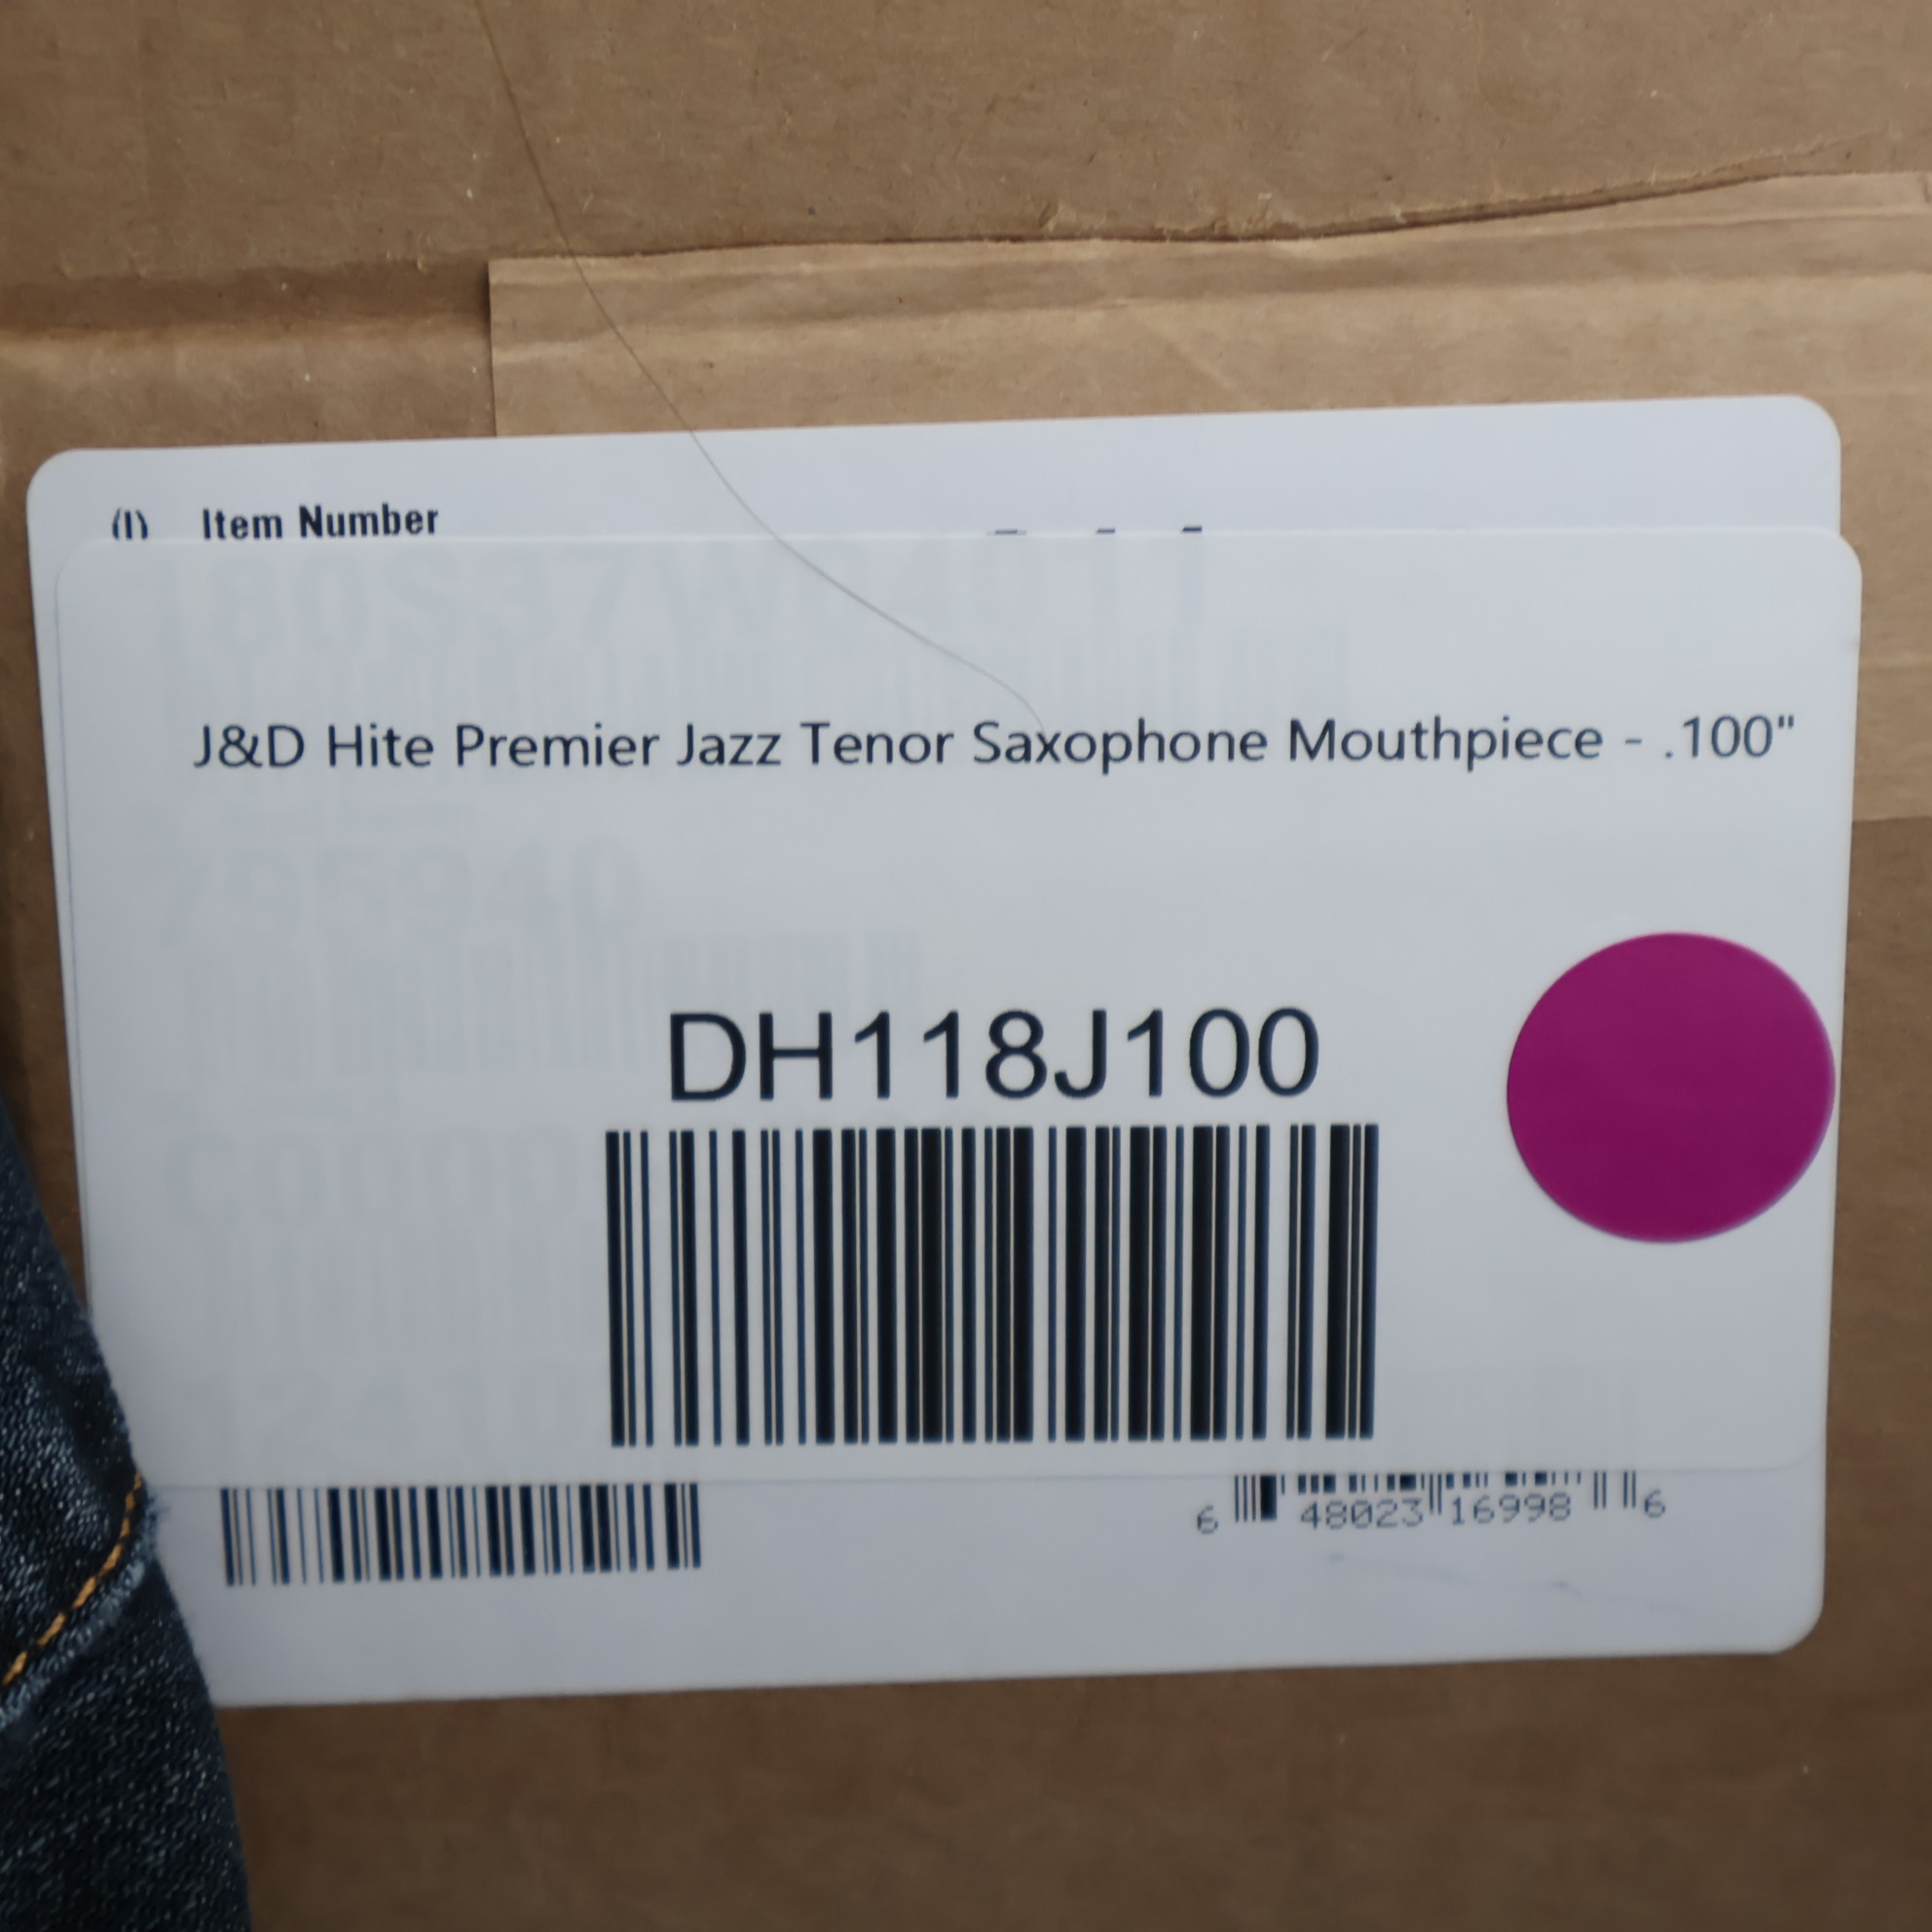 (I) Item Number
J&D Hite Premier Jazz Tenor Saxophone Mouthpiece - .100"
DH118J100
6 48023 16998 6